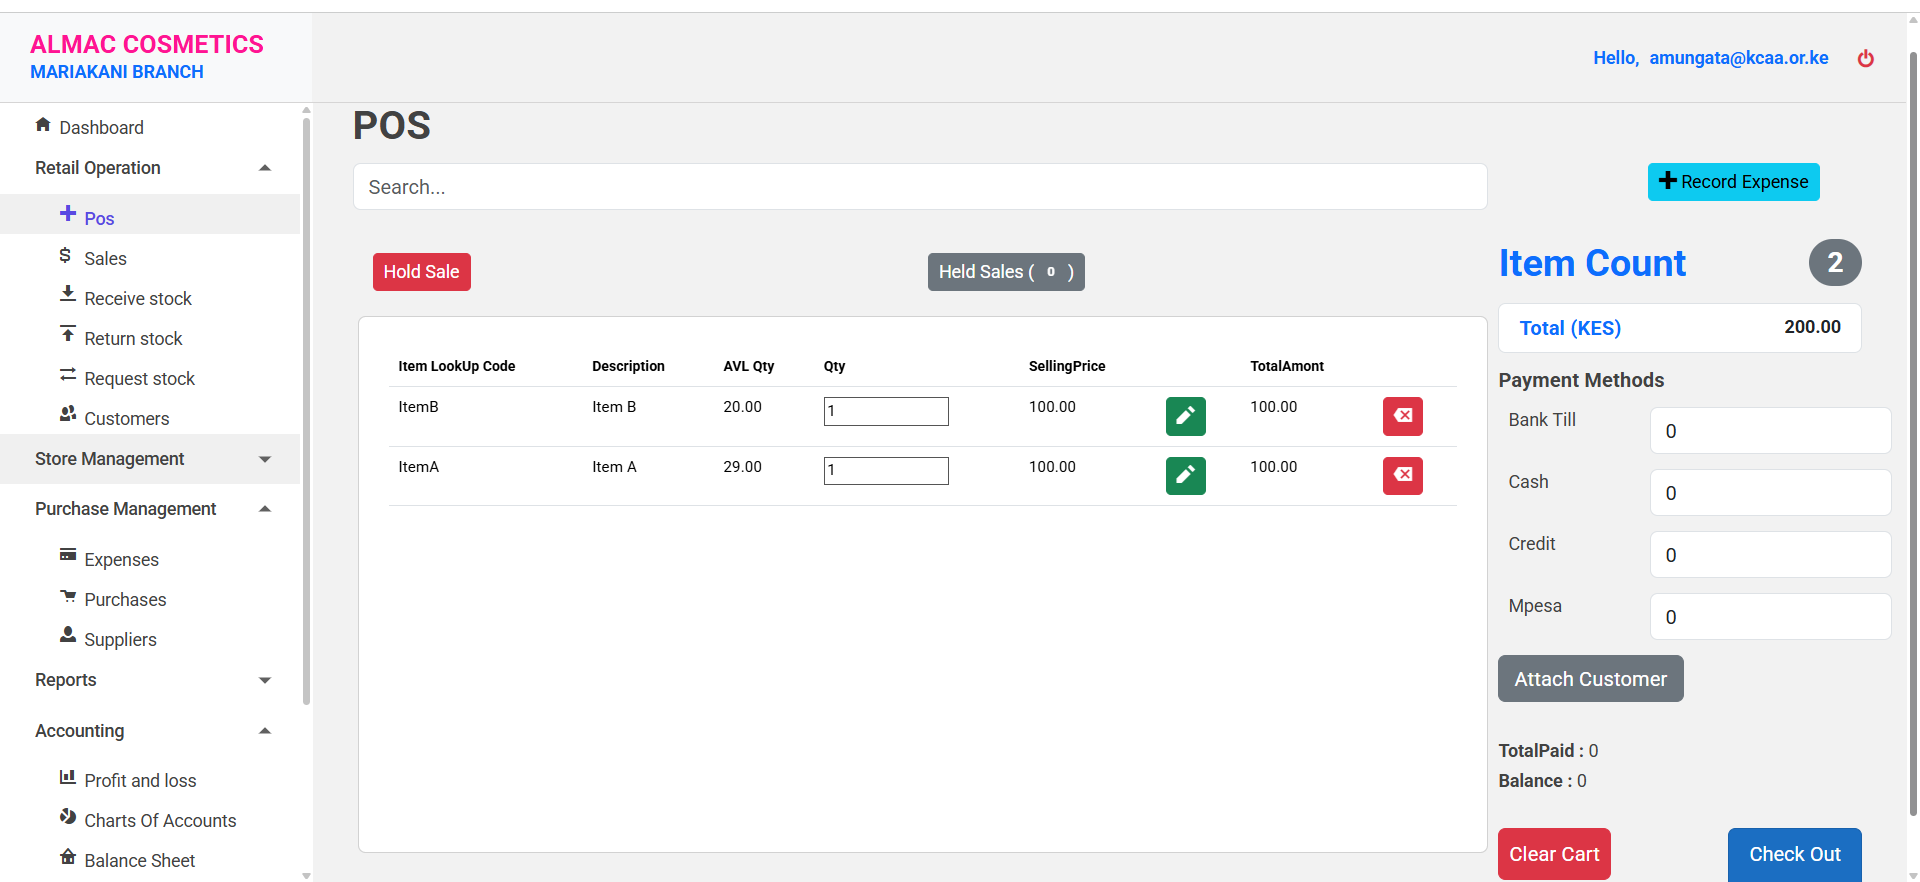 ALMAC COSMETICS
MARIAKANI BRANCH
Hello, amungata@kcaa.or.ke
Dashboard
Retail Operation
Pos
Sales
Receive stock
Return stock
Request stock
Customers
Store Management
Purchase Management
Expenses
Purchases
Suppliers
Reports
Accounting
Profit and loss
Charts Of Accounts
Balance Sheet
POS
Search...
Record Expense
Hold Sale
Held Sales ( 0 )
Item LookUp Code Description AVL Qty Qty SellingPrice TotalAmont
ItemB Item B 20.00 1 100.00 100.00
ItemA Item A 29.00 1 100.00 100.00
Item Count 2
Total (KES) 200.00
Payment Methods
Bank Till 0
Cash 0
Credit 0
Mpesa 0
Attach Customer
TotalPaid : 0
Balance : 0
Clear Cart Check Out